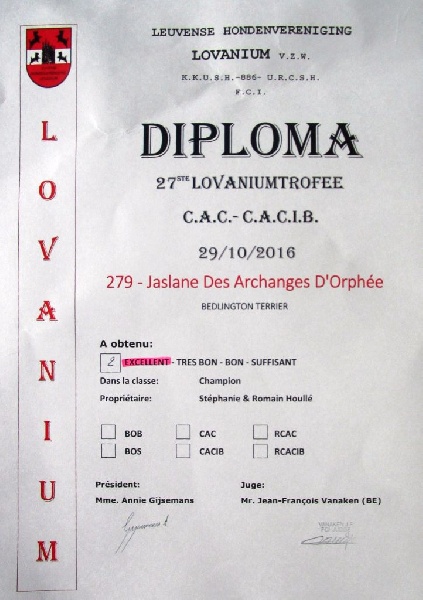 LEUVENSE HONDENVERENIGING
LOVANIUM V.Z.W.
K.K.U.S.H.-886- U.R.C.S.H.
F.C.I.
DIPLOMA
27STE LOVANIUMTROFEE
C.A.C.- C.A.C.I.B.
29/10/2016
279 - Jaslane Des Archanges D'Orphée
BEDLINGTON TERRIER
LOVANIUM
A obtenu:
2 EXCELLENT - TRES BON - BON - SUFFISANT
Dans la classe: Champion
Propriétaire: Stéphanie & Romain Houllé
BOB CAC RCAC
BOS CACIB RCACIB
Président: Juge:
Mme. Annie Gijsemans Mr. Jean-François Vanaken (BE)